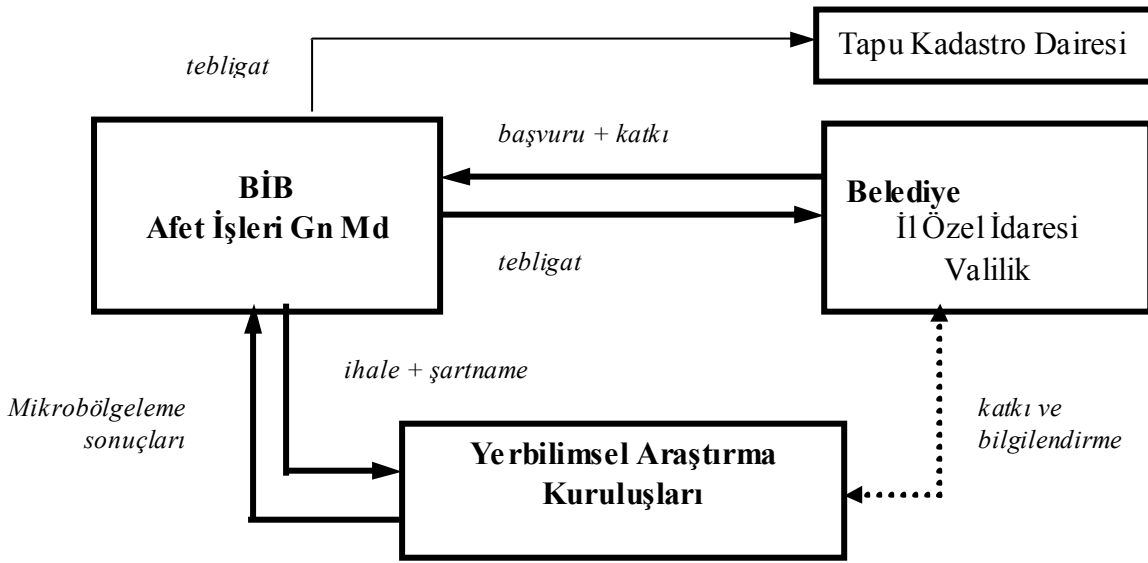 Tapu Kadastro Dairesi
tebligat
başvuru + katkı
BİB
Afet İşleri Gn Md
Belediye
İl Özel İdaresi
Valilik
tebligat
ihale + şartname
Mikrobölgeleme
sonuçları
katkı ve
bilgilendirme
Yerbilimsel Araştırma
Kuruluşları